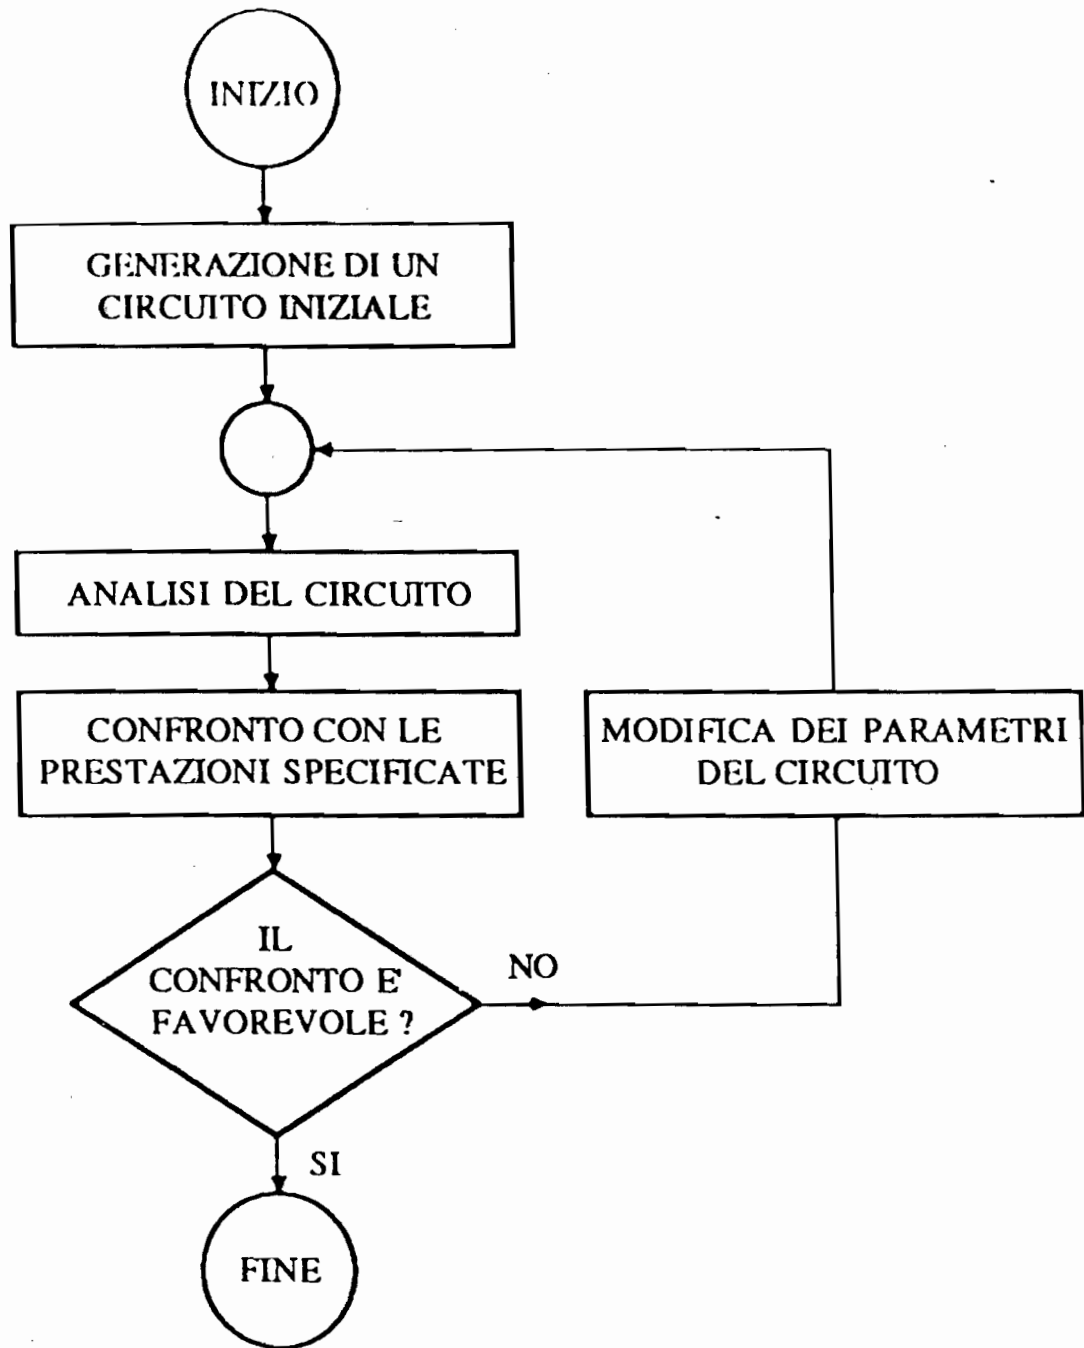 INIZIO
GENERAZIONE DI UN
CIRCUITO INIZIALE
ANALISI DEL CIRCUITO
CONFRONTO CON LE
PRESTAZIONI SPECIFICATE
MODIFICA DEI PARAMETRI
DEL CIRCUITO
IL
CONFRONTO E'
FAVOREVOLE ?
NO
SI
FINE